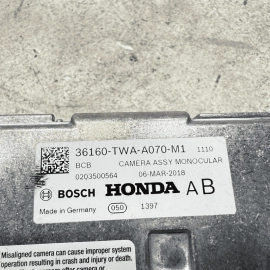 36160-TWA-A070-M1 1110
BCB CAMERA ASSY MONOCULAR
0203500564 06-MAR-2018
BOSCH HONDA AB
Made in Germany 050 1397
Misaligned camera can cause improper system
operation resulting in crash and injury or death.